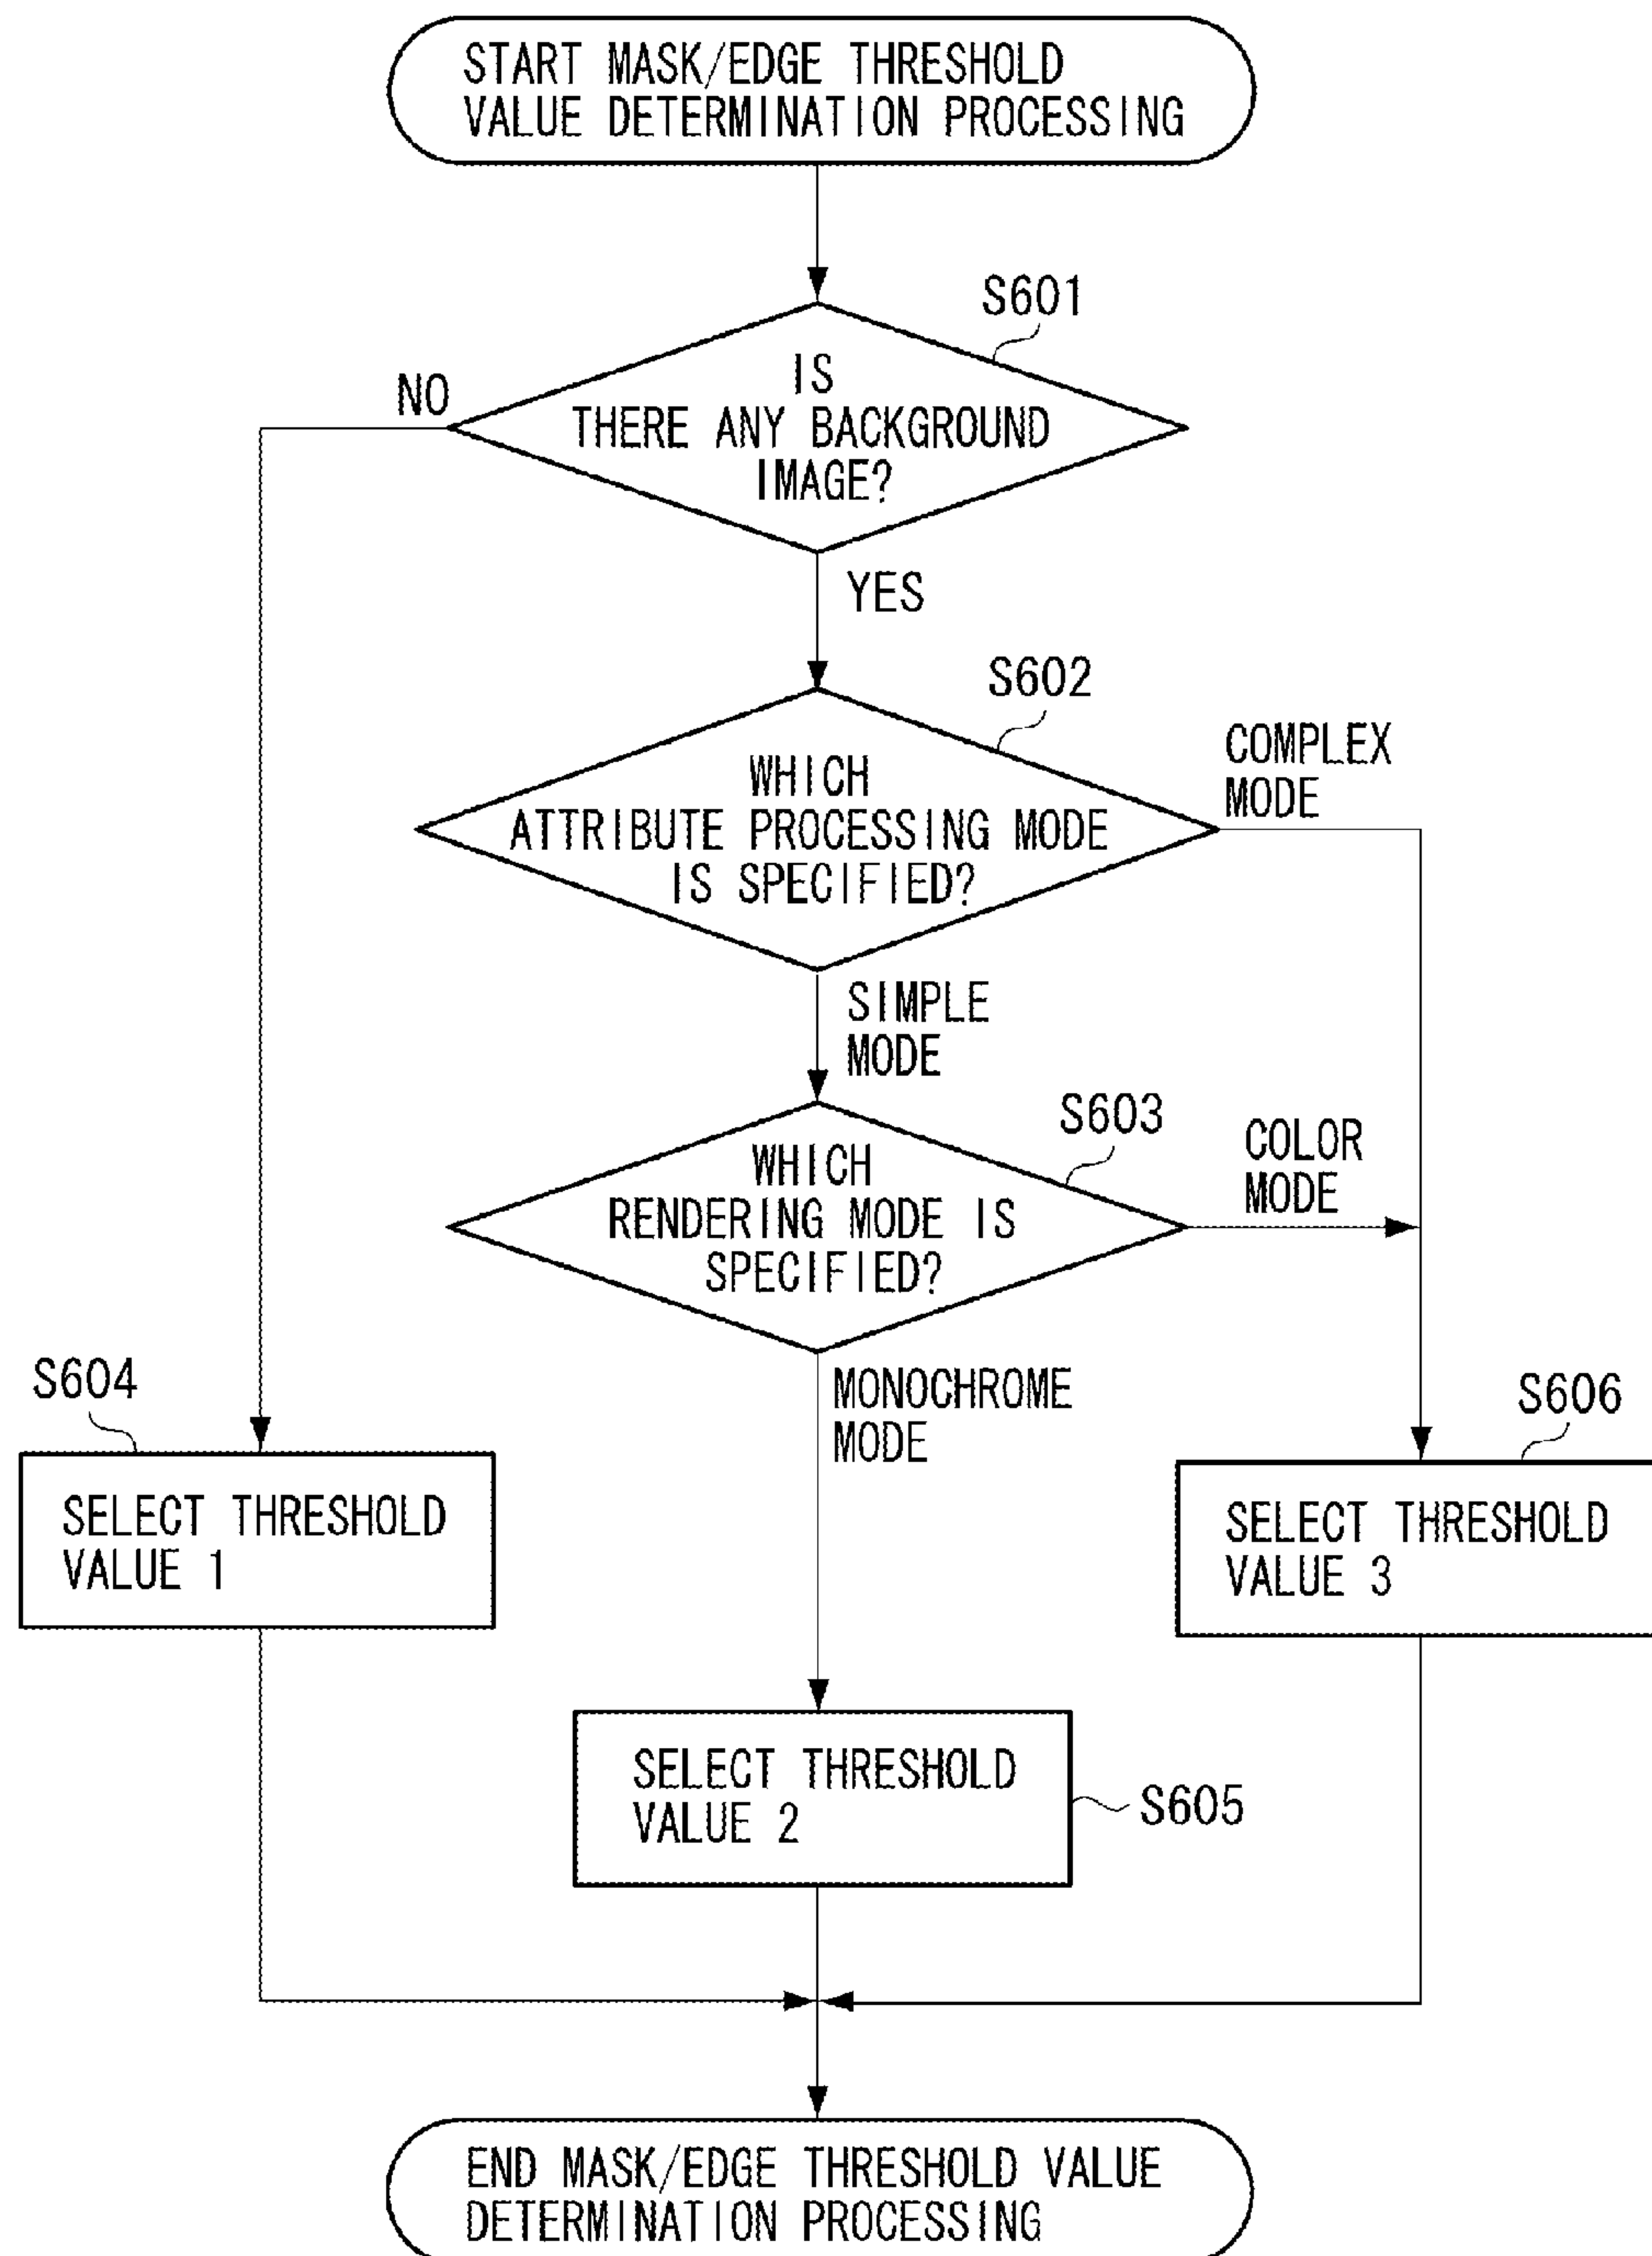 START MASK/EDGE THRESHOLD
VALUE DETERMINATION PROCESSING
S601
IS
THERE ANY BACKGROUND
IMAGE?
NO
YES
S602
WHICH
ATTRIBUTE PROCESSING MODE
IS SPECIFIED?
COMPLEX
MODE
SIMPLE
MODE
S603
WHICH
RENDERING MODE IS
SPECIFIED?
COLOR
MODE
MONOCHROME
MODE
S604
SELECT THRESHOLD
VALUE 1
S606
SELECT THRESHOLD
VALUE 3
SELECT THRESHOLD
VALUE 2
S605
END MASK/EDGE THRESHOLD VALUE
DETERMINATION PROCESSING